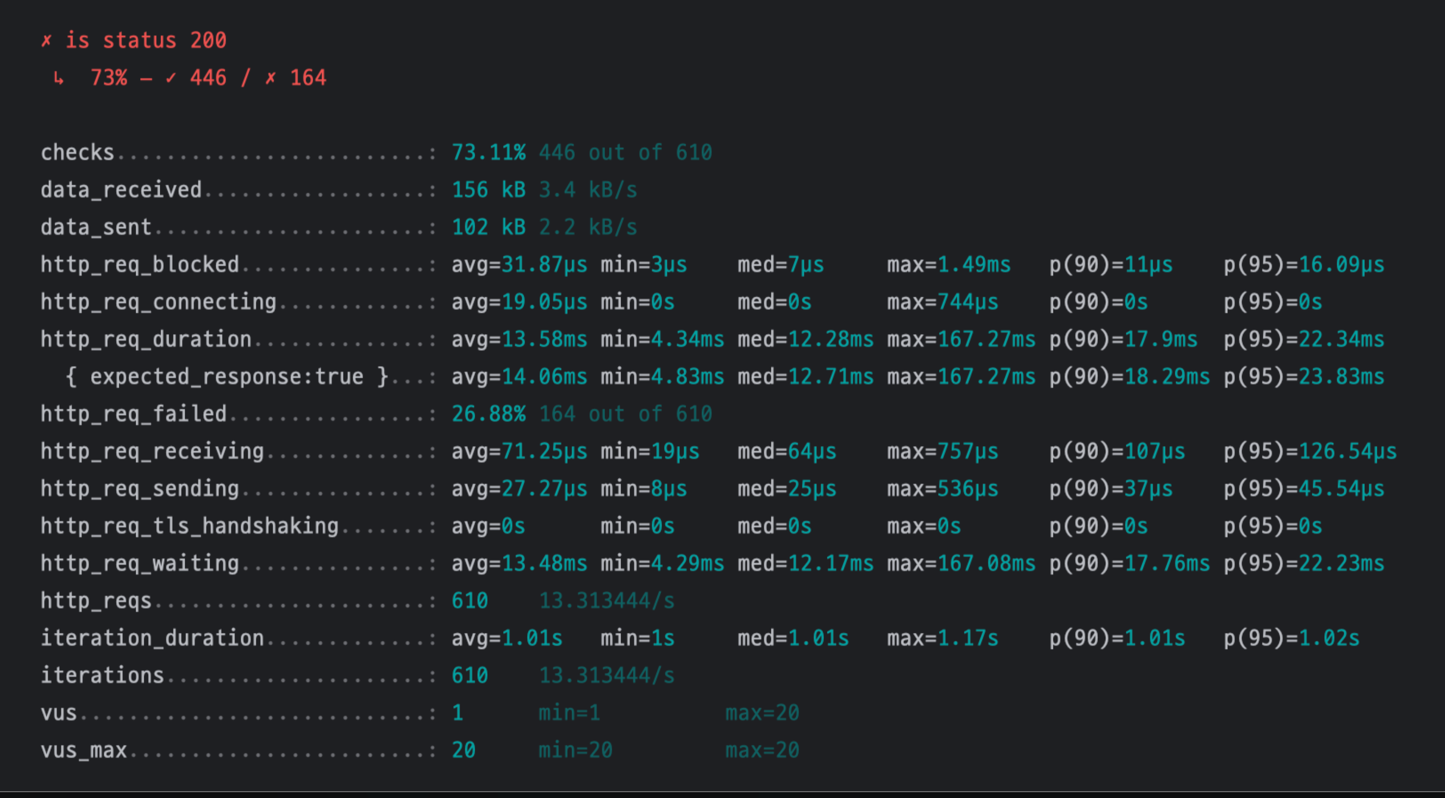 ✗ is status 200
↳  73% — ✓ 446 / ✗ 164
checks.........................: 73.11% 446 out of 610
data_received..................: 156 kB 3.4 kB/s
data_sent......................: 102 kB 2.2 kB/s
http_req_blocked...............: avg=31.87µs min=3µs    med=7µs     max=1.49ms   p(90)=11µs    p(95)=16.09µs
http_req_connecting............: avg=19.05µs min=0s     med=0s      max=744µs    p(90)=0s      p(95)=0s
http_req_duration..............: avg=13.58ms min=4.34ms med=12.28ms max=167.27ms p(90)=17.9ms  p(95)=22.34ms
{ expected_response:true }...: avg=14.06ms min=4.83ms med=12.71ms max=167.27ms p(90)=18.29ms p(95)=23.83ms
http_req_failed................: 26.88% 164 out of 610
http_req_receiving.............: avg=71.25µs min=19µs   med=64µs    max=757µs    p(90)=107µs   p(95)=126.54µs
http_req_sending...............: avg=27.27µs min=8µs    med=25µs    max=536µs    p(90)=37µs    p(95)=45.54µs
http_req_tls_handshaking.......: avg=0s      min=0s     med=0s      max=0s       p(90)=0s      p(95)=0s
http_req_waiting...............: avg=13.48ms min=4.29ms med=12.17ms max=167.08ms p(90)=17.76ms p(95)=22.23ms
http_reqs......................: 610    13.313444/s
iteration_duration.............: avg=1.01s   min=1s     med=1.01s   max=1.17s    p(90)=1.01s   p(95)=1.02s
iterations.....................: 610    13.313444/s
vus............................: 1      min=1          max=20
vus_max........................: 20     min=20         max=20